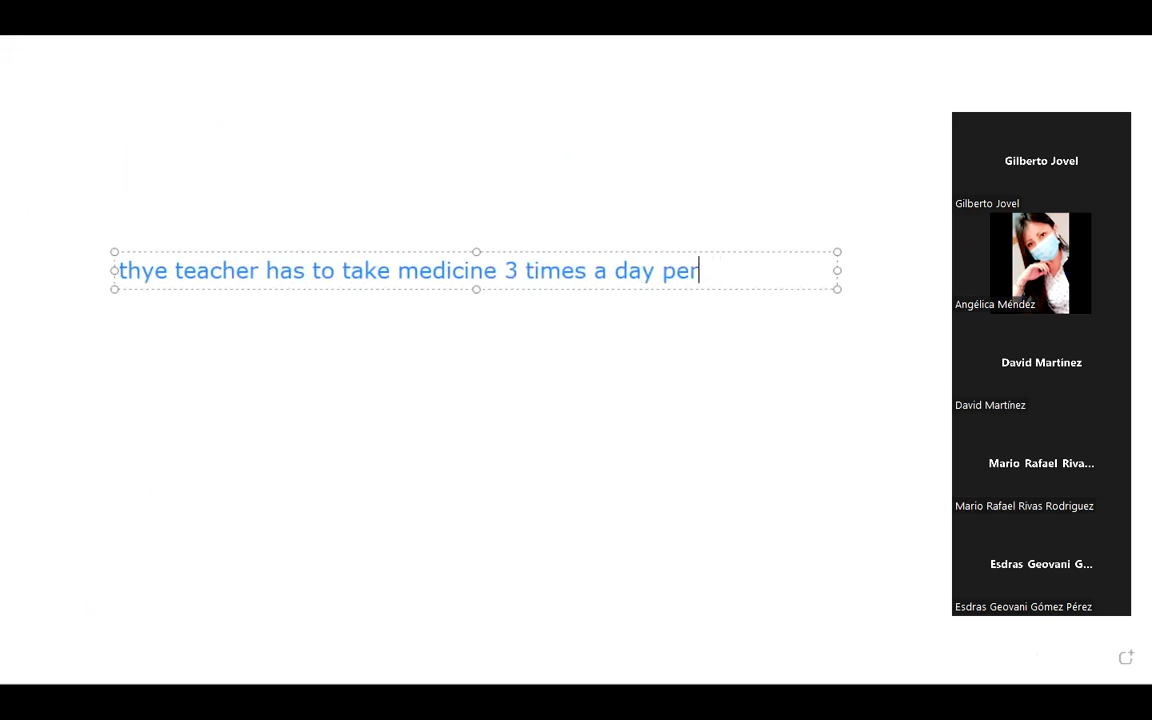 Gilberto Jovel
Gilberto Jovel
thye teacher has to take medicine 3 times a day per
Angélica Méndez
David Martínez
David Martínez
Mario Rafael Riva...
Mario Rafael Rivas Rodriguez
Esdras Geovani G...
Esdras Geovani Gómez Pérez